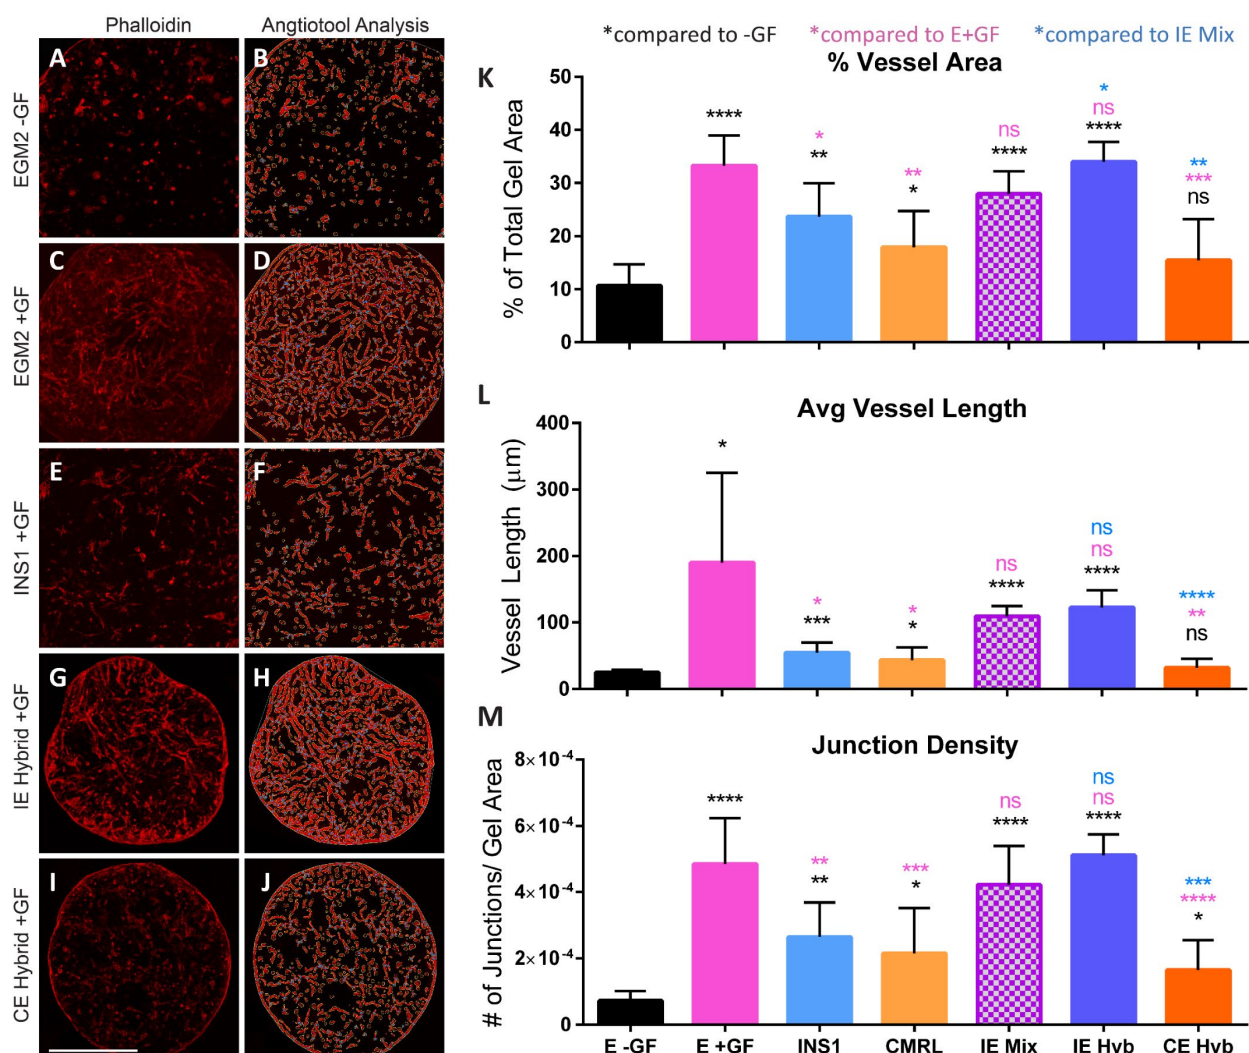 Phalloidin
Angtiotool Analysis
EGM2 -GF
A
B
EGM2 +GF
C
D
INS1 +GF
E
F
IE Hybrid +GF
G
H
CE Hybrid +GF
I
J
*compared to -GF
*compared to E+GF
*compared to IE Mix
K
% Vessel Area
% of Total Gel Area
50
40
30
20
10
0
****
*
**
**
*
ns
****
*
ns
****
**
***
ns
L
Avg Vessel Length
Vessel Length (μm)
400
300
200
100
0
*
*
***
*
*
ns
****
ns
ns
****
****
**
ns
M
Junction Density
# of Junctions/ Gel Area
8×10⁻⁴
6×10⁻⁴
4×10⁻⁴
2×10⁻⁴
0
****
**
**
***
*
ns
****
ns
ns
****
***
****
*
E -GF
E +GF
INS1
CMRL
IE Mix
IE Hyb
CE Hyb